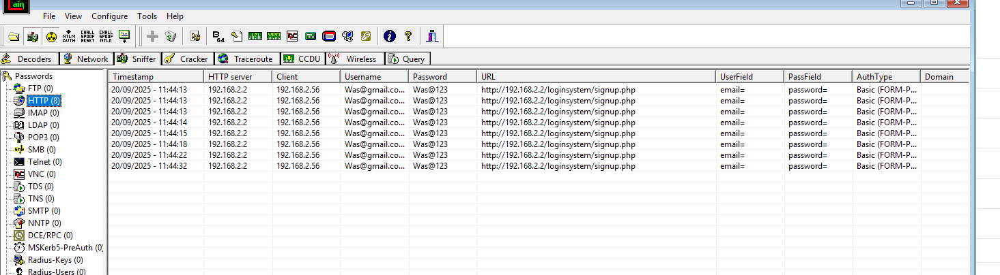 aın
File View Configure Tools Help
NTLM AUTH CHALL SPOOF RESET CHALL SPOOF NTLM B 64
Decoders Network Sniffer Cracker Traceroute CCDU Wireless Query
Passwords
FTP (0)
HTTP (8)
IMAP (0)
LDAP (0)
POP3 (0)
SMB (0)
Telnet (0)
VNC (0)
TDS (0)
TNS (0)
SMTP (0)
NNTP (0)
DCE/RPC (0)
MSKerb5-PreAuth (0)
Radius-Keys (0)
Radius-Users (0)
Timestamp HTTP server Client Username Password URL UserField PassField AuthType Domain
20/09/2025 - 11:44:13 192.168.2.2 192.168.2.56 Was@gmail.co... Was@123 http://192.168.2.2/loginsystem/signup.php email= password= Basic (FORM-P...
20/09/2025 - 11:44:13 192.168.2.2 192.168.2.56 Was@gmail.co... Was@123 http://192.168.2.2/loginsystem/signup.php email= password= Basic (FORM-P...
20/09/2025 - 11:44:13 192.168.2.2 192.168.2.56 Was@gmail.co... Was@123 http://192.168.2.2/loginsystem/signup.php email= password= Basic (FORM-P...
20/09/2025 - 11:44:14 192.168.2.2 192.168.2.56 Was@gmail.co... Was@123 http://192.168.2.2/loginsystem/signup.php email= password= Basic (FORM-P...
20/09/2025 - 11:44:15 192.168.2.2 192.168.2.56 Was@gmail.co... Was@123 http://192.168.2.2/loginsystem/signup.php email= password= Basic (FORM-P...
20/09/2025 - 11:44:18 192.168.2.2 192.168.2.56 Was@gmail.co... Was@123 http://192.168.2.2/loginsystem/signup.php email= password= Basic (FORM-P...
20/09/2025 - 11:44:22 192.168.2.2 192.168.2.56 Was@gmail.co... Was@123 http://192.168.2.2/loginsystem/signup.php email= password= Basic (FORM-P...
20/09/2025 - 11:44:32 192.168.2.2 192.168.2.56 Was@gmail.co... Was@123 http://192.168.2.2/loginsystem/signup.php email= password= Basic (FORM-P...